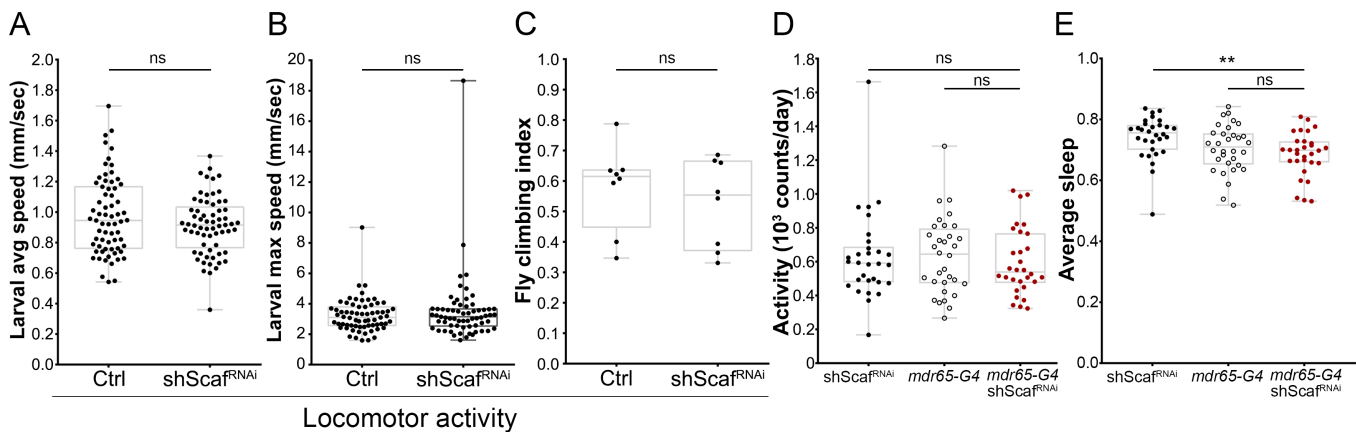 A
Larval avg speed (mm/sec)
2.0
1.8
1.6
1.4
1.2
1.0
0.8
0.6
0.4
0.2
0.0
ns
Ctrl
shScaf^RNAi
B
Larval max speed (mm/sec)
20
18
16
14
12
10
8
6
4
2
0
ns
Ctrl
shScaf^RNAi
C
Fly climbing index
1.0
0.9
0.8
0.7
0.6
0.5
0.4
0.3
0.2
0.1
0.0
ns
Ctrl
shScaf^RNAi
Locomotor activity
D
Activity (10³ counts/day)
1.8
1.6
1.4
1.2
1.0
0.8
0.6
0.4
0.2
0
ns
ns
shScaf^RNAi
mdr65-G4
mdr65-G4
shScaf^RNAi
E
Average sleep
1.0
0.8
0.6
0.4
0.2
0.0
**
ns
shScaf^RNAi
mdr65-G4
mdr65-G4
shScaf^RNAi